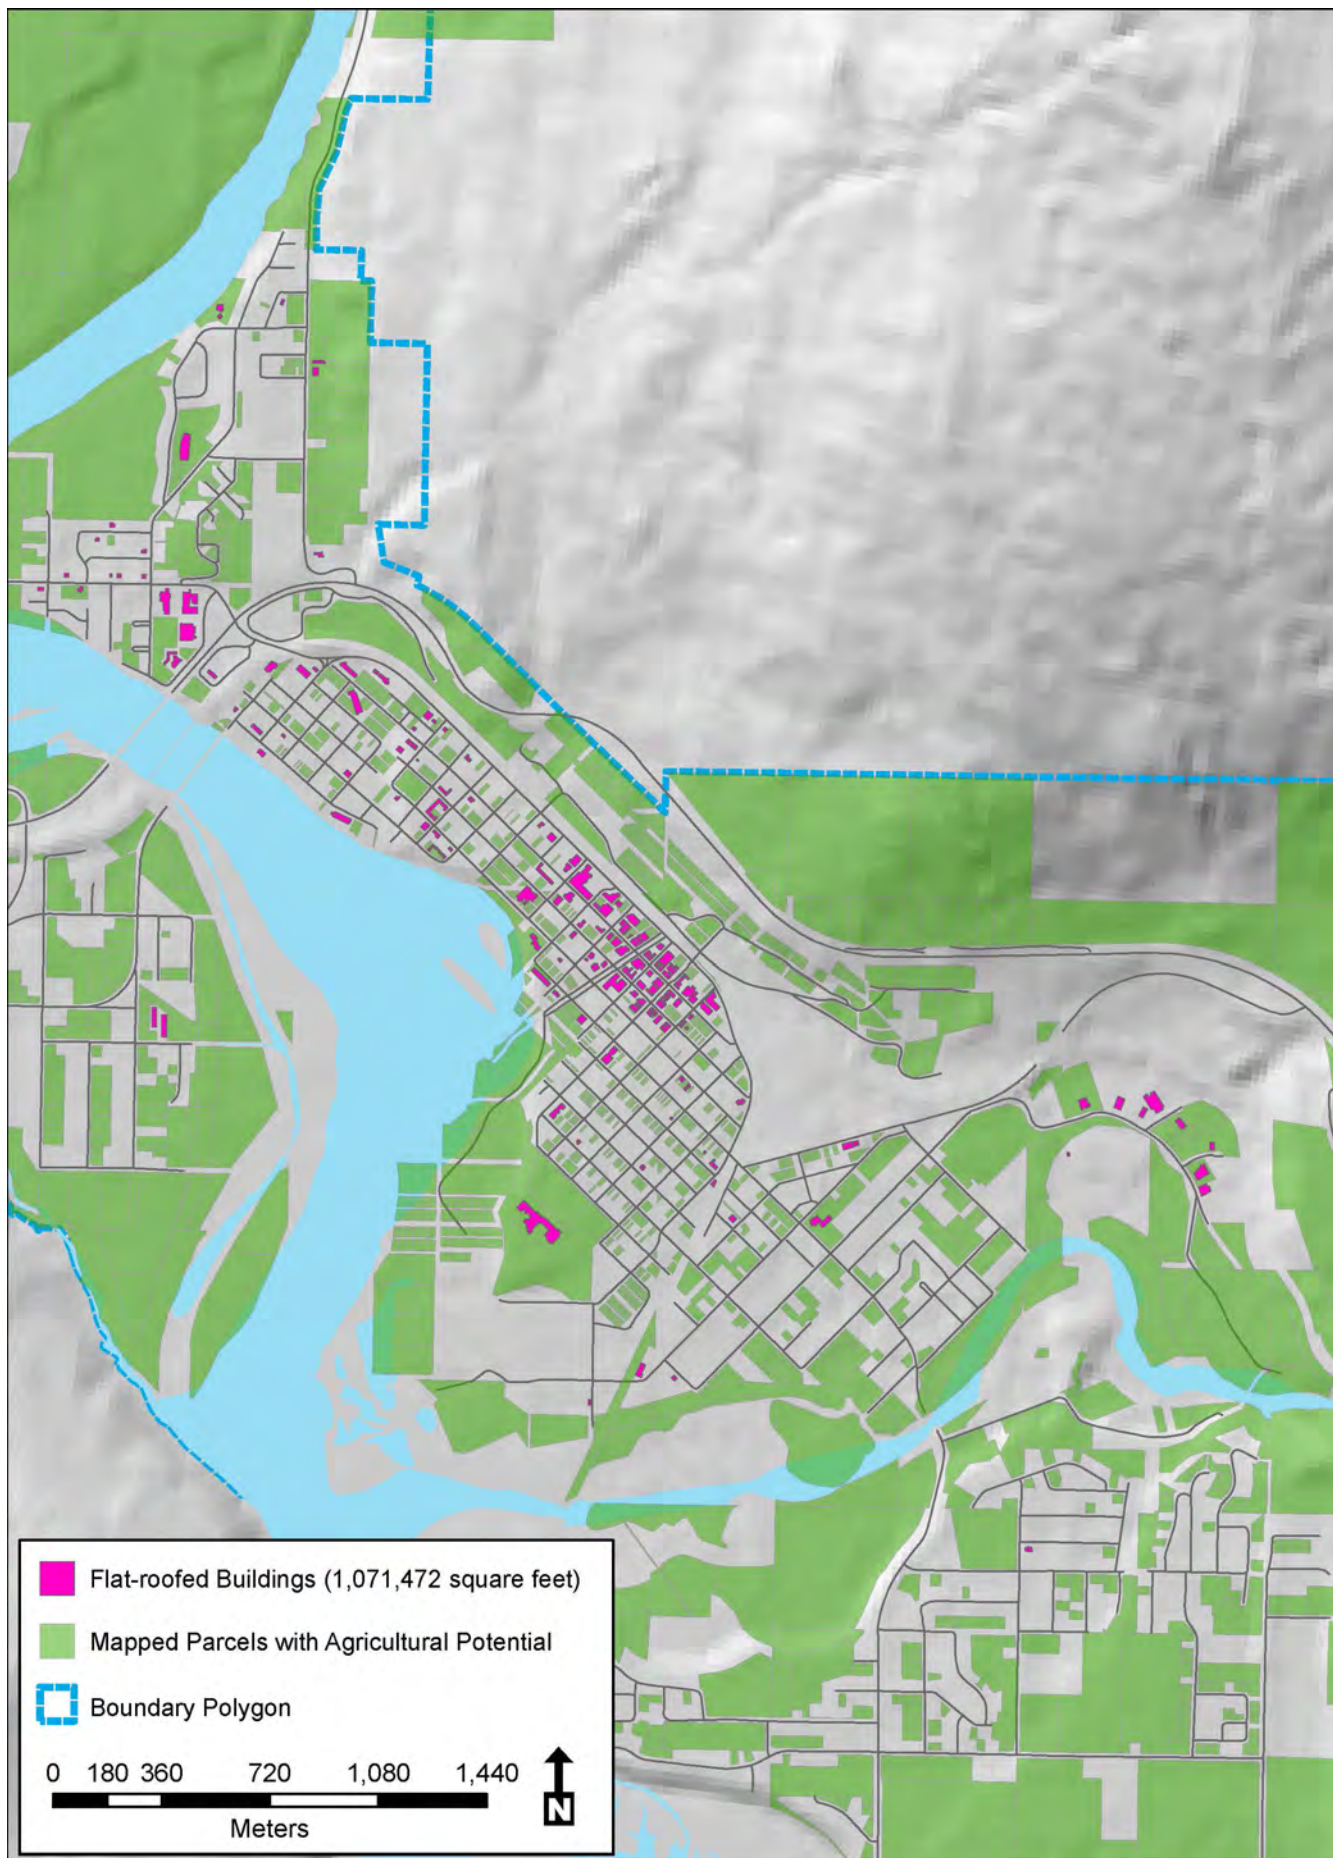 Flat-roofed Buildings (1,071,472 square feet)
Mapped Parcels with Agricultural Potential
Boundary Polygon
0 180 360 720 1,080 1,440
Meters
N